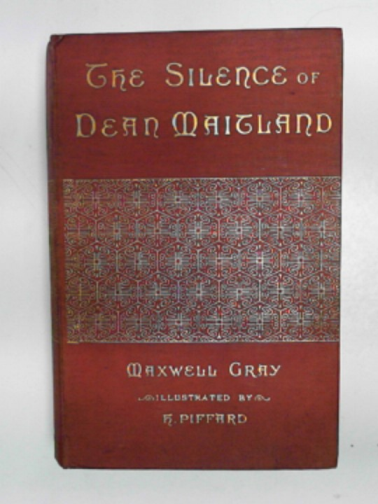 The Silence of
Dean Maitland
Maxwell Gray
Illustrated by
H. Piffard